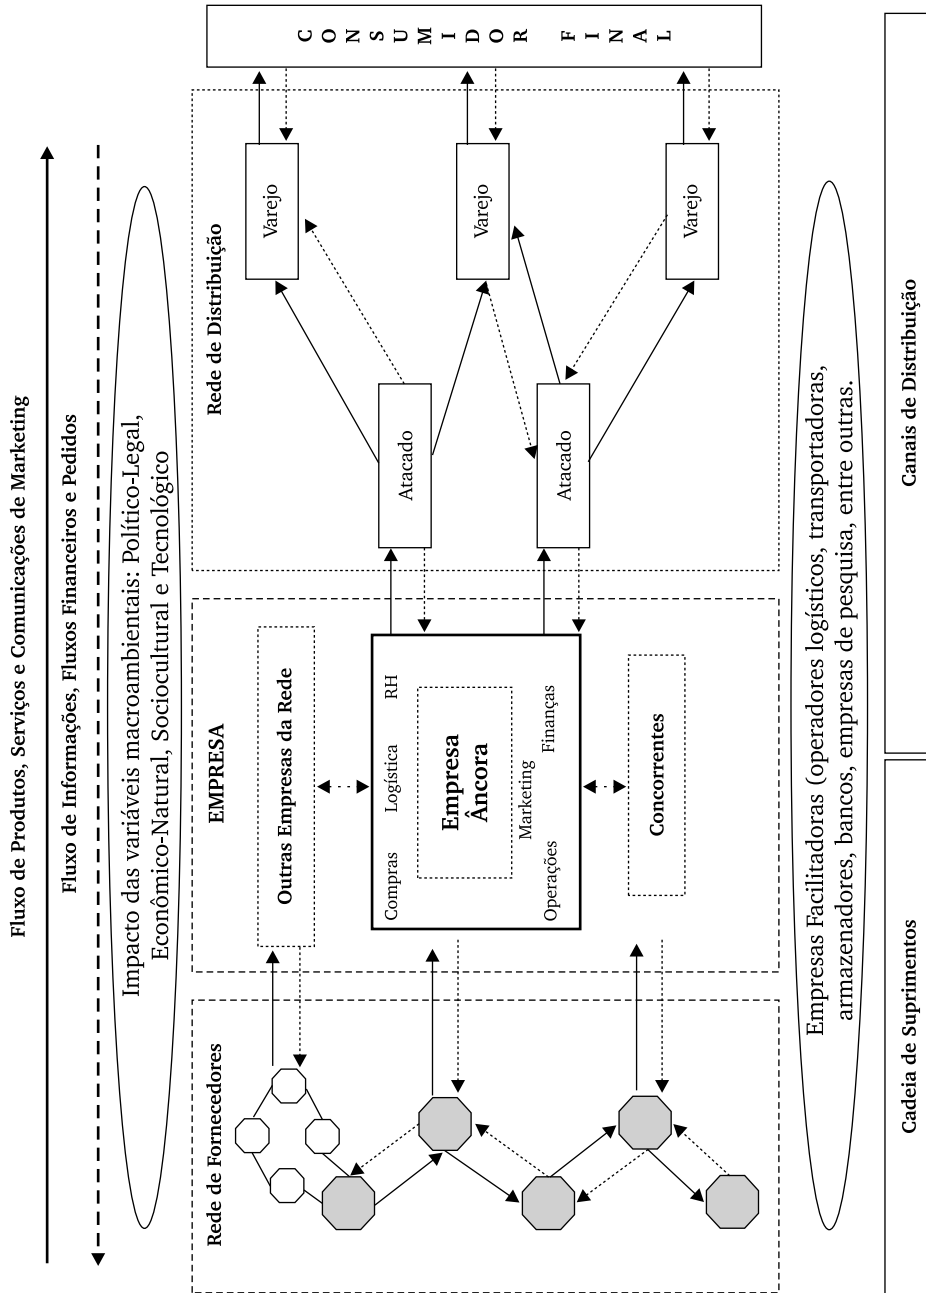 Fluxo de Produtos, Serviços e Comunicações de Marketing
Fluxo de Informações, Fluxos Financeiros e Pedidos
Impacto das variáveis macroambientais: Político-Legal,
Econômico-Natural, Sociocultural e Tecnológico
Rede de Fornecedores
EMPRESA
Rede de Distribuição
Outras Empresas da Rede
Compras
Logística
RH
Empresa
Âncora
Marketing
Operações
Finanças
Concorrentes
Atacado
Atacado
Varejo
Varejo
Varejo
CONSUMIDOR FINAL
Empresas Facilitadoras (operadores logísticos, transportadoras,
armazenadores, bancos, empresas de pesquisa, entre outras.
Cadeia de Suprimentos
Canais de Distribuição